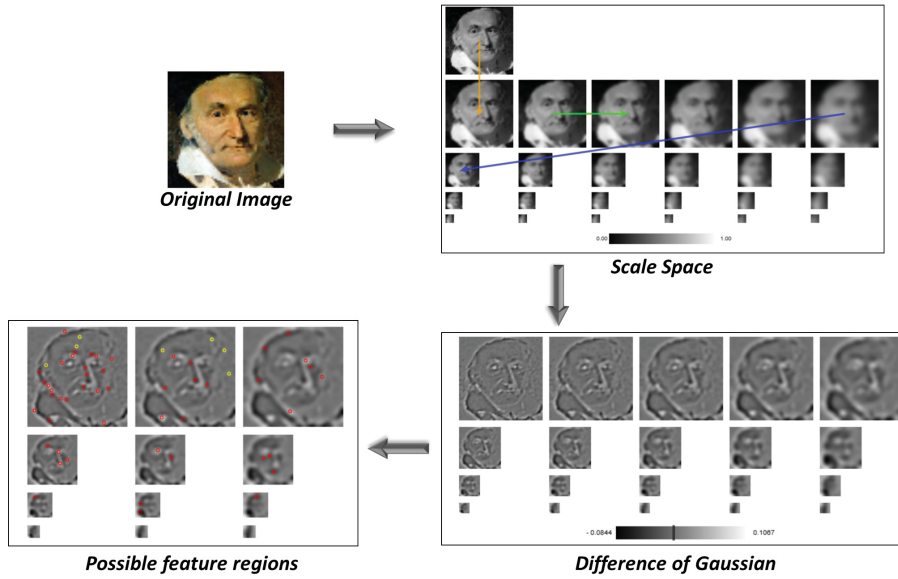 Original Image
0.00 1.00
Scale Space
- 0.0844 0.1067
Difference of Gaussian
Possible feature regions